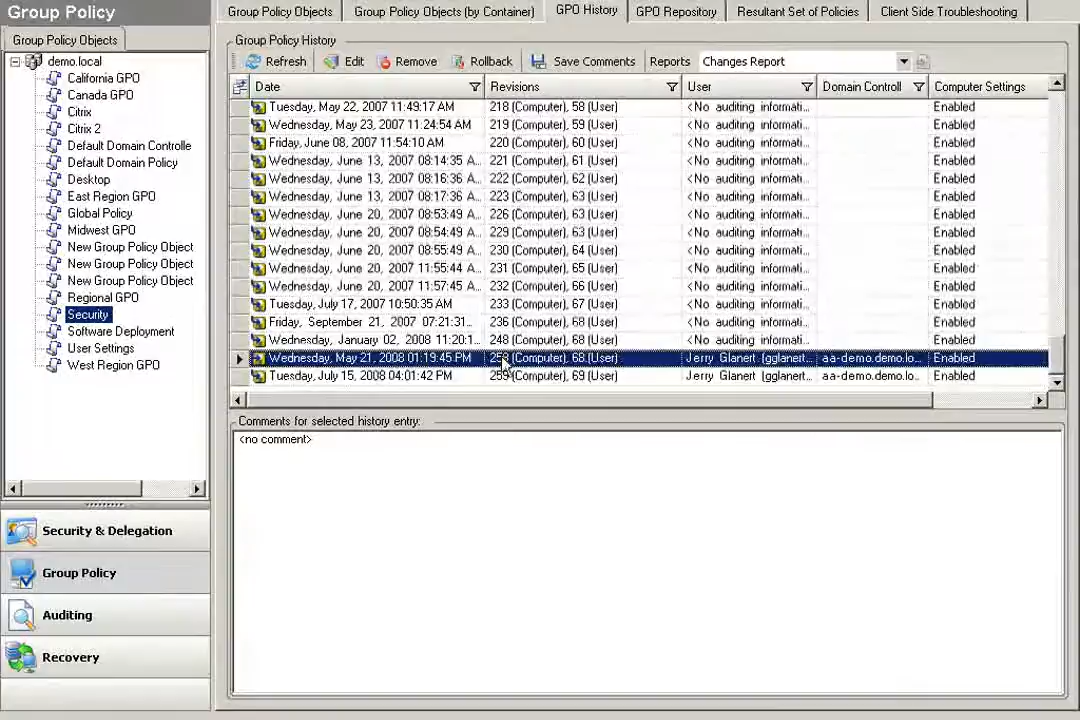 Group Policy
Group Policy Objects
demo.local
California GPO
Canada GPO
Citrix
Citrix 2
Default Domain Controlle
Default Domain Policy
Desktop
East Region GPO
Global Policy
Midwest GPO
New Group Policy Object
New Group Policy Object
New Group Policy Object
Regional GPO
Security
Software Deployment
User Settings
West Region GPO
Security & Delegation
Group Policy
Auditing
Recovery
Group Policy Objects Group Policy Objects (by Container) GPO History GPO Repository Resultant Set of Policies Client Side Troubleshooting
Group Policy History
Refresh Edit Remove Rollback Save Comments Reports Changes Report
Date Revisions User Domain Controll Computer Settings
Tuesday, May 22, 2007 11:49:17 AM 218 (Computer), 58 (User) <No auditing informati... Enabled
Wednesday, May 23, 2007 11:24:54 AM 219 (Computer), 59 (User) <No auditing informati... Enabled
Friday, June 08, 2007 11:54:10 AM 220 (Computer), 60 (User) <No auditing informati... Enabled
Wednesday, June 13, 2007 08:14:35 A... 221 (Computer), 61 (User) <No auditing informati... Enabled
Wednesday, June 13, 2007 08:16:36 A... 222 (Computer), 62 (User) <No auditing informati... Enabled
Wednesday, June 13, 2007 08:17:36 A... 223 (Computer), 63 (User) <No auditing informati... Enabled
Wednesday, June 20, 2007 08:53:49 A... 226 (Computer), 63 (User) <No auditing informati... Enabled
Wednesday, June 20, 2007 08:54:49 A... 229 (Computer), 63 (User) <No auditing informati... Enabled
Wednesday, June 20, 2007 08:55:49 A... 230 (Computer), 64 (User) <No auditing informati... Enabled
Wednesday, June 20, 2007 11:55:44 A... 231 (Computer), 65 (User) <No auditing informati... Enabled
Wednesday, June 20, 2007 11:57:45 A... 232 (Computer), 66 (User) <No auditing informati... Enabled
Tuesday, July 17, 2007 10:50:35 AM 233 (Computer), 67 (User) <No auditing informati... Enabled
Friday, September 21, 2007 07:21:31... 236 (Computer), 68 (User) <No auditing informati... Enabled
Wednesday, January 02, 2008 11:20:1... 248 (Computer), 68 (User) <No auditing informati... Enabled
Wednesday, May 21, 2008 01:19:45 PM (Computer), 68 (User) Jerry Glanert (gglanert... aa-demo.demo.lo... Enabled
Tuesday, July 15, 2008 04:01:42 PM 259 (Computer), 69 (User) Jerry Glanert (gglanert... aa-demo.demo.lo... Enabled
Comments for selected history entry:
<no comment>